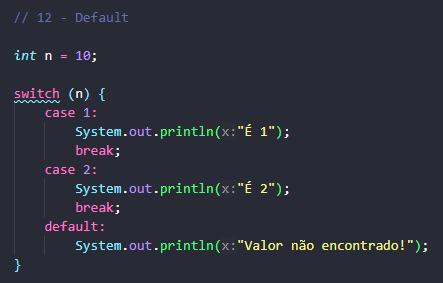 // 12 - Default
int n = 10;
switch (n) {
case 1:
System.out.println(x:"É 1");
break;
case 2:
System.out.println(x:"É 2");
break;
default:
System.out.println(x:"Valor não encontrado!");
}